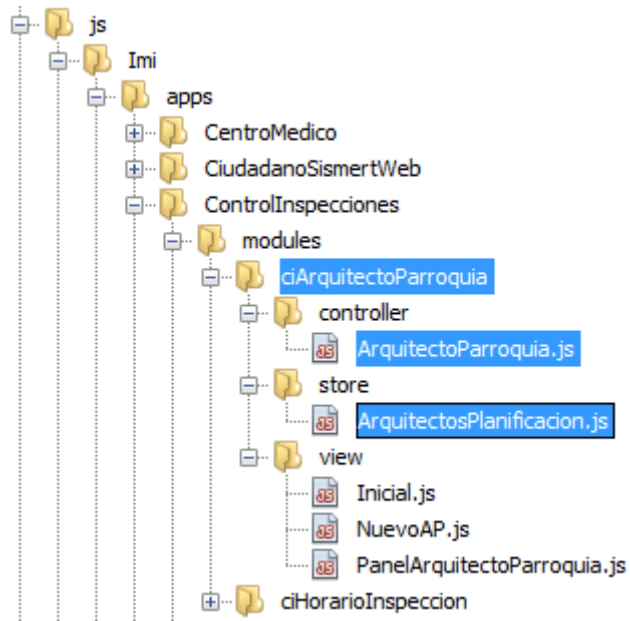 js
Imi
apps
CentroMedico
CiudadanoSismertWeb
ControlInspecciones
modules
ciArquitectoParroquia
controller
ArquitectoParroquia.js
store
ArquitectosPlanificacion.js
view
Inicial.js
NuevoAP.js
PanelArquitectoParroquia.js
ciHorarioInspeccion